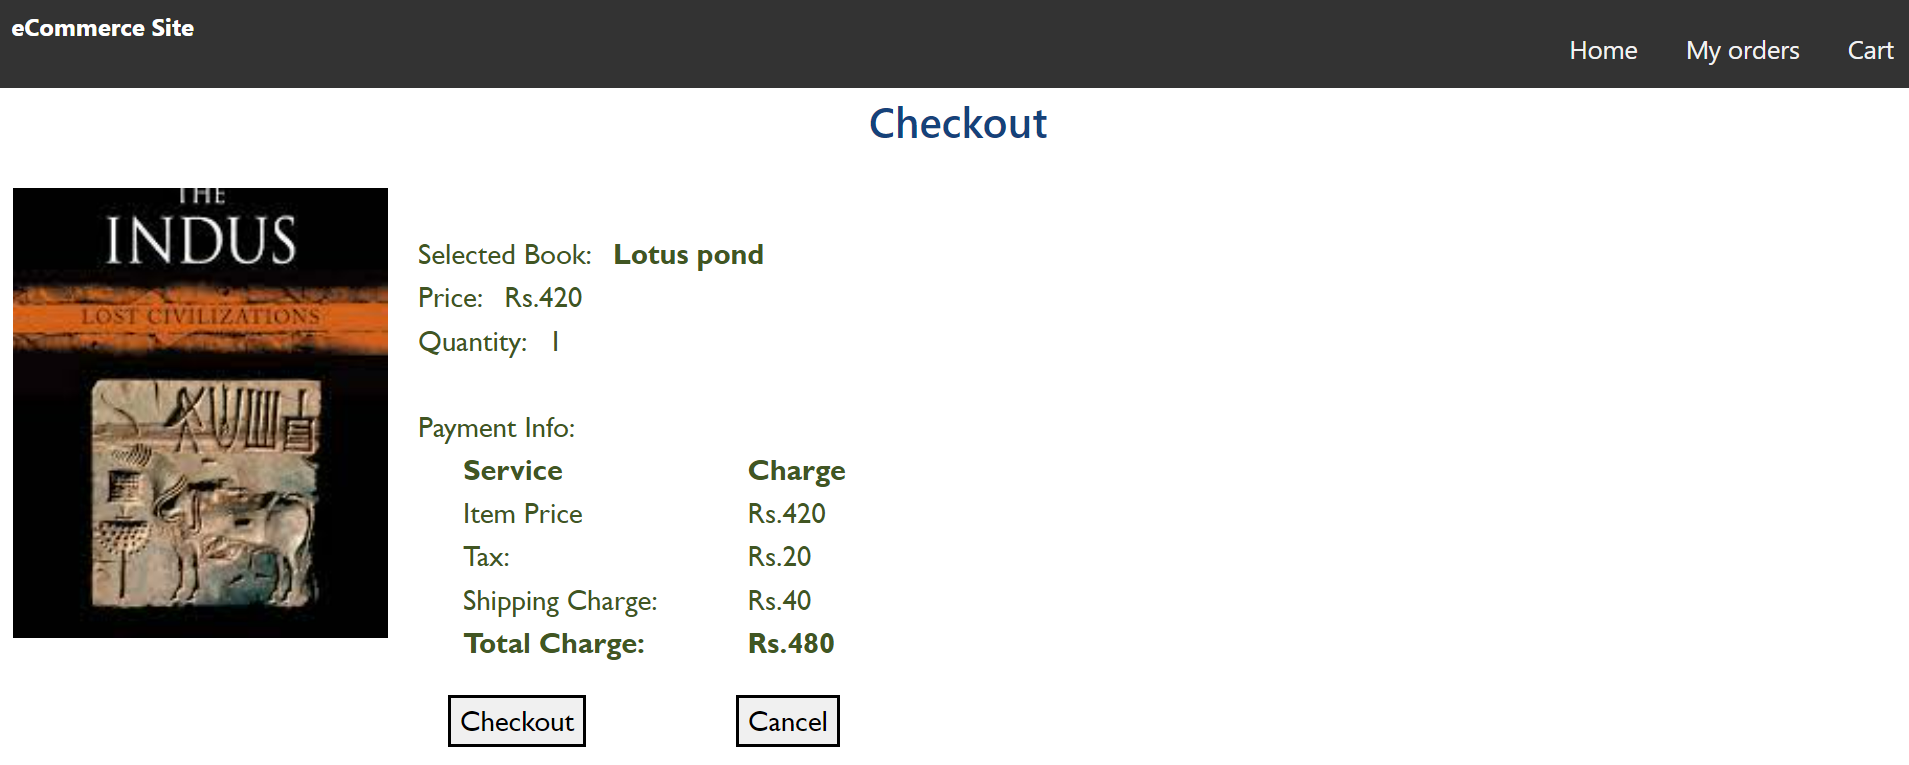 eCommerce Site
Home My orders Cart
Checkout
THE
INDUS
LOST CIVILIZATIONS
Selected Book: Lotus pond
Price: Rs.420
Quantity: 1
Payment Info:
Service Charge
Item Price Rs.420
Tax: Rs.20
Shipping Charge: Rs.40
Total Charge: Rs.480
Checkout Cancel